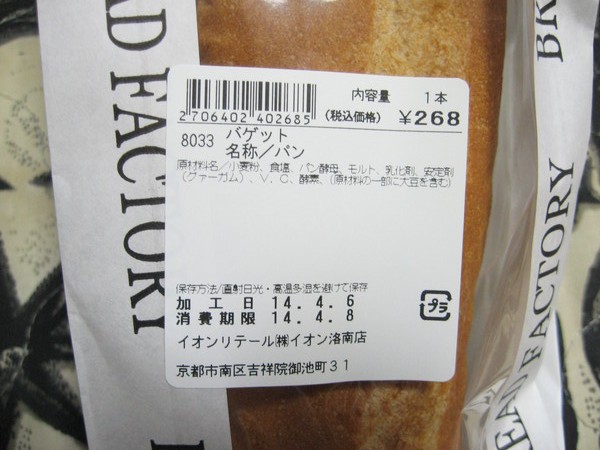 BREAD FACTORY
内容量 1本
2706402 402685
(税込価格) ¥268
8033 バゲット
名称／パン
原材料名／小麦粉、食塩、パン酵母、モルト、乳化剤、安定剤
（グァーガム）、V．C、酵素、（原材料の一部に大豆を含む）
保存方法/直射日光・高温多湿を避けて保存
加工日 14.4.6
消費期限 14.4.8
プラ
イオンリテール㈱イオン洛南店
京都市南区吉祥院御池町３１
AD FACTORY
BR
EAD FACTORY